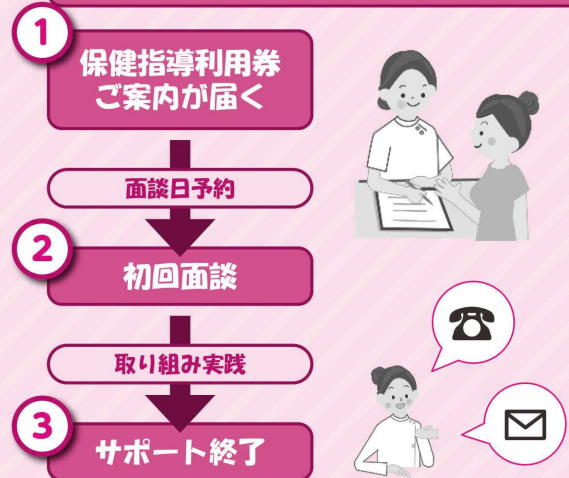 1
保健指導利用券
ご案内が届く
面談日予約
2
初回面談
取り組み実践
3
サポート終了